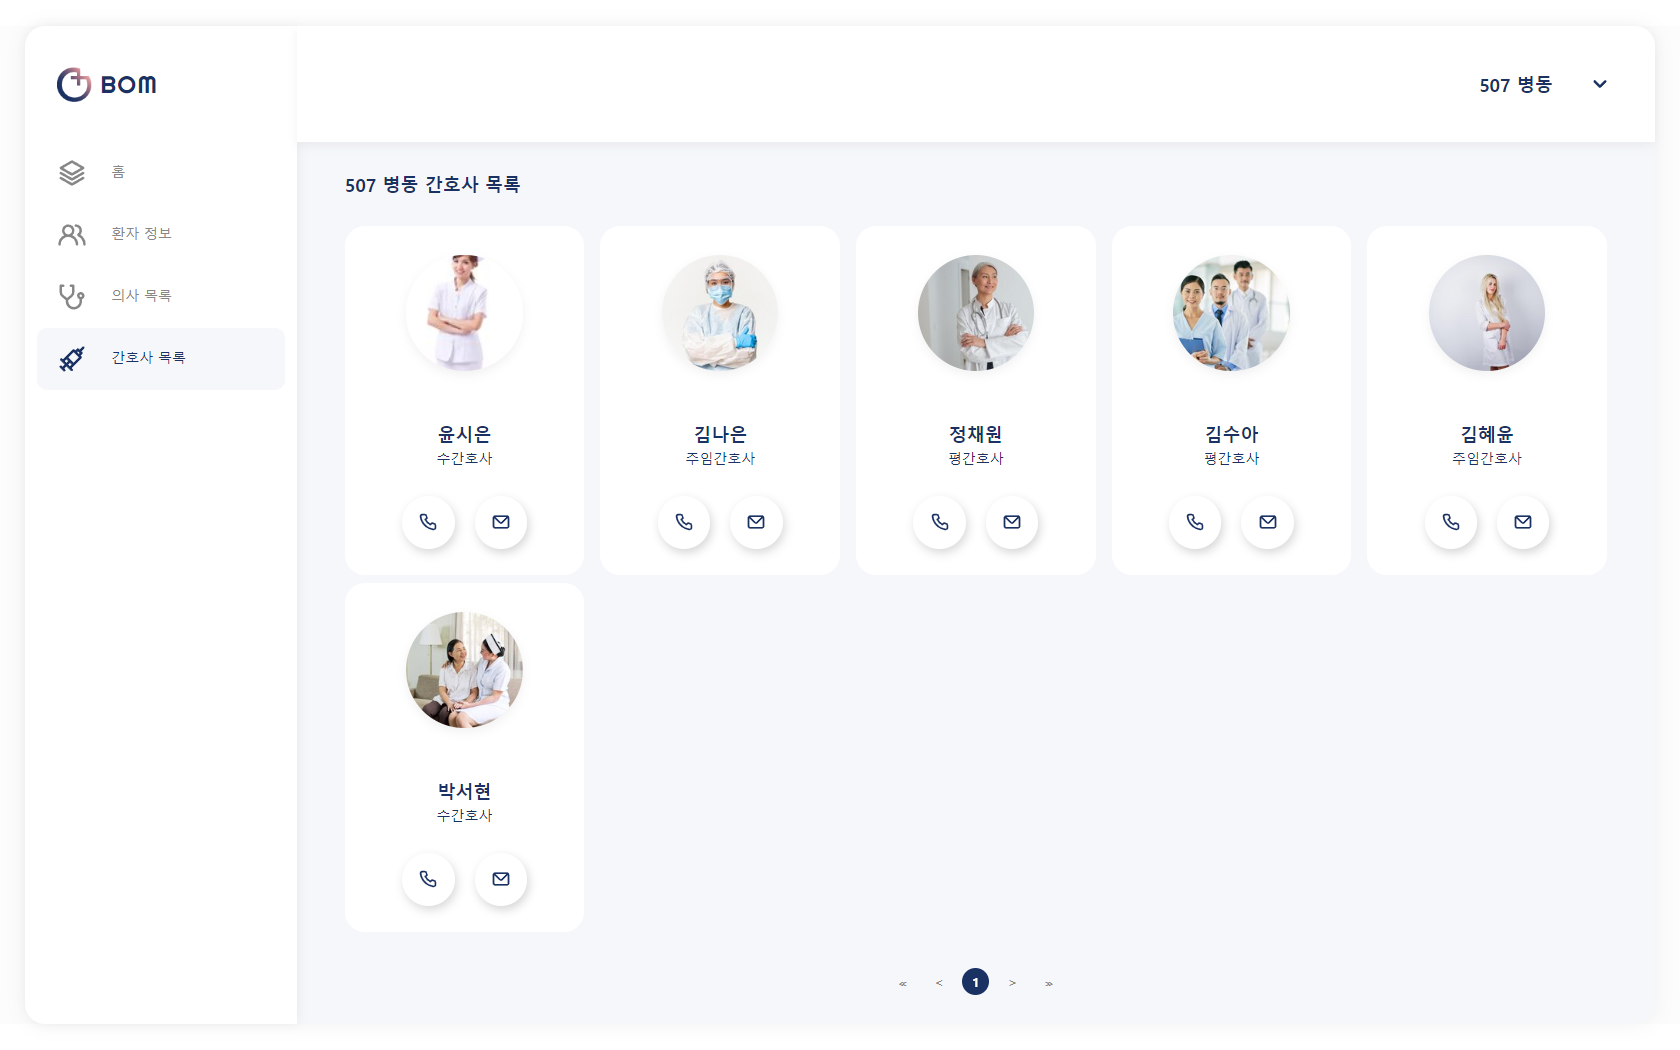 BOM
507 병동
홈
환자 정보
의사 목록
간호사 목록
507 병동 간호사 목록
윤시은
수간호사
김나은
주임간호사
정채원
평간호사
김수아
평간호사
김혜윤
주임간호사
박서현
수간호사
« < 1 > »